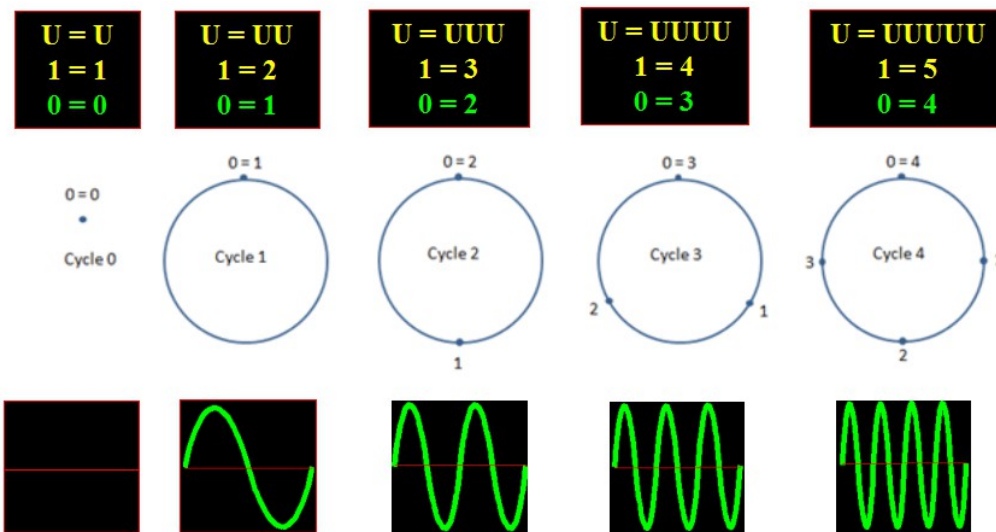 U = U
1 = 1
0 = 0
U = UU
1 = 2
0 = 1
U = UUU
1 = 3
0 = 2
U = UUUU
1 = 4
0 = 3
U = UUUUU
1 = 5
0 = 4
0 = 0
Cycle 0
0 = 1
Cycle 1
0 = 2
Cycle 2
1
0 = 3
Cycle 3
2
1
0 = 4
3
Cycle 4
2